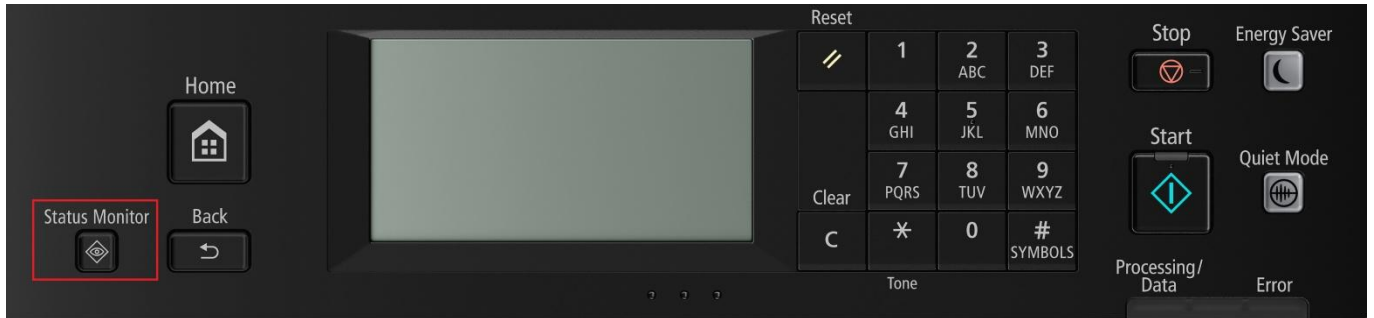 Reset
Stop
Energy Saver
1
2
ABC
3
DEF
Home
4
GHI
5
JKL
6
MNO
Start
Quiet Mode
7
PQRS
8
TUV
9
WXYZ
Clear
Status Monitor
Back
C
*
0
#
SYMBOLS
Tone
Processing/
Data
Error